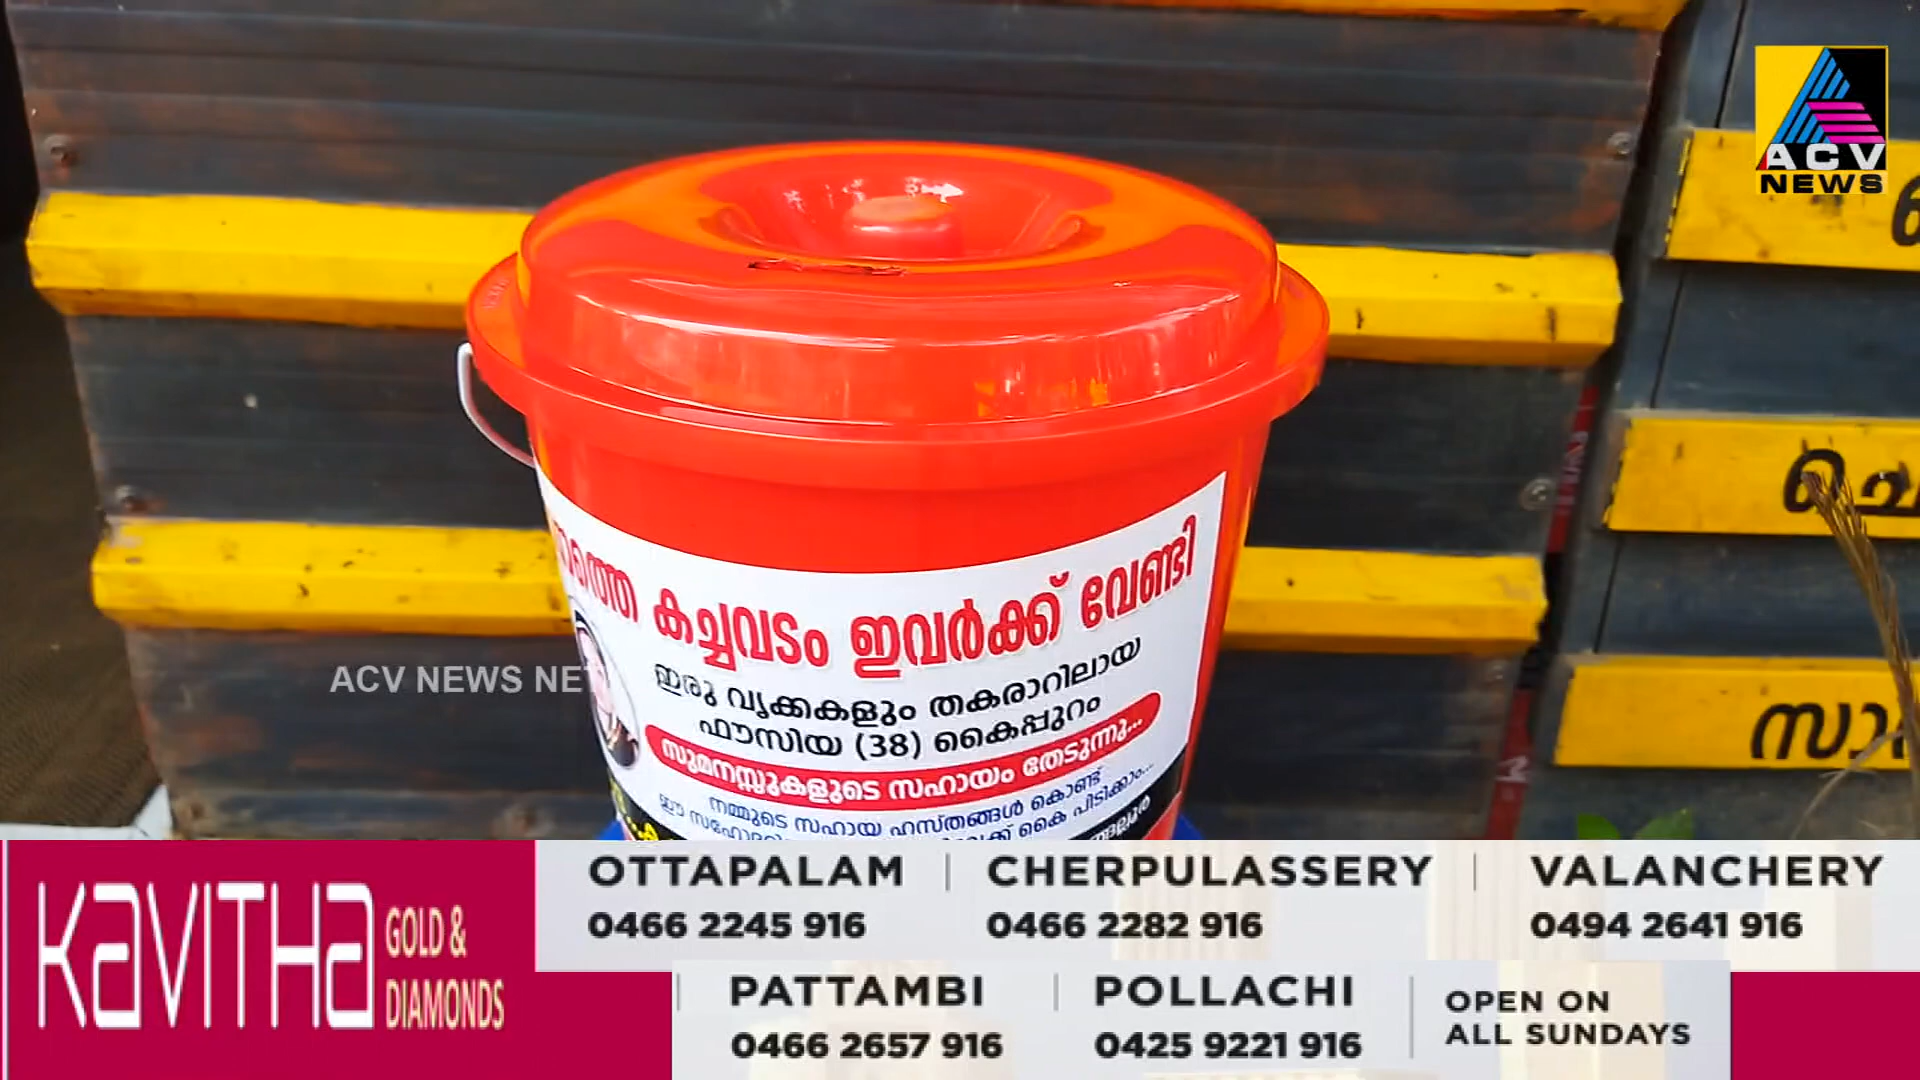 ACV
NEWS
ചെ
സാ
കച്ചവടം ഇവർക്ക് വേണ്ടി
ഇരു വൃക്കകളും തകരാറിലായ
ഫൗസിയ (38) കൈപ്പുറം
സുമനസ്സുകളുടെ സഹായം തേടുന്നു...
നമ്മുടെ സഹായ ഹസ്തങ്ങൾ കൊണ്ട്
ഈ കൈ പിടിക്കാം...
ACV NEWS NET
KAVITHA
GOLD &
DIAMONDS
OTTAPALAM
0466 2245 916
CHERPULASSERY
0466 2282 916
VALANCHERY
0494 2641 916
PATTAMBI
0466 2657 916
POLLACHI
0425 9221 916
OPEN ON
ALL SUNDAYS